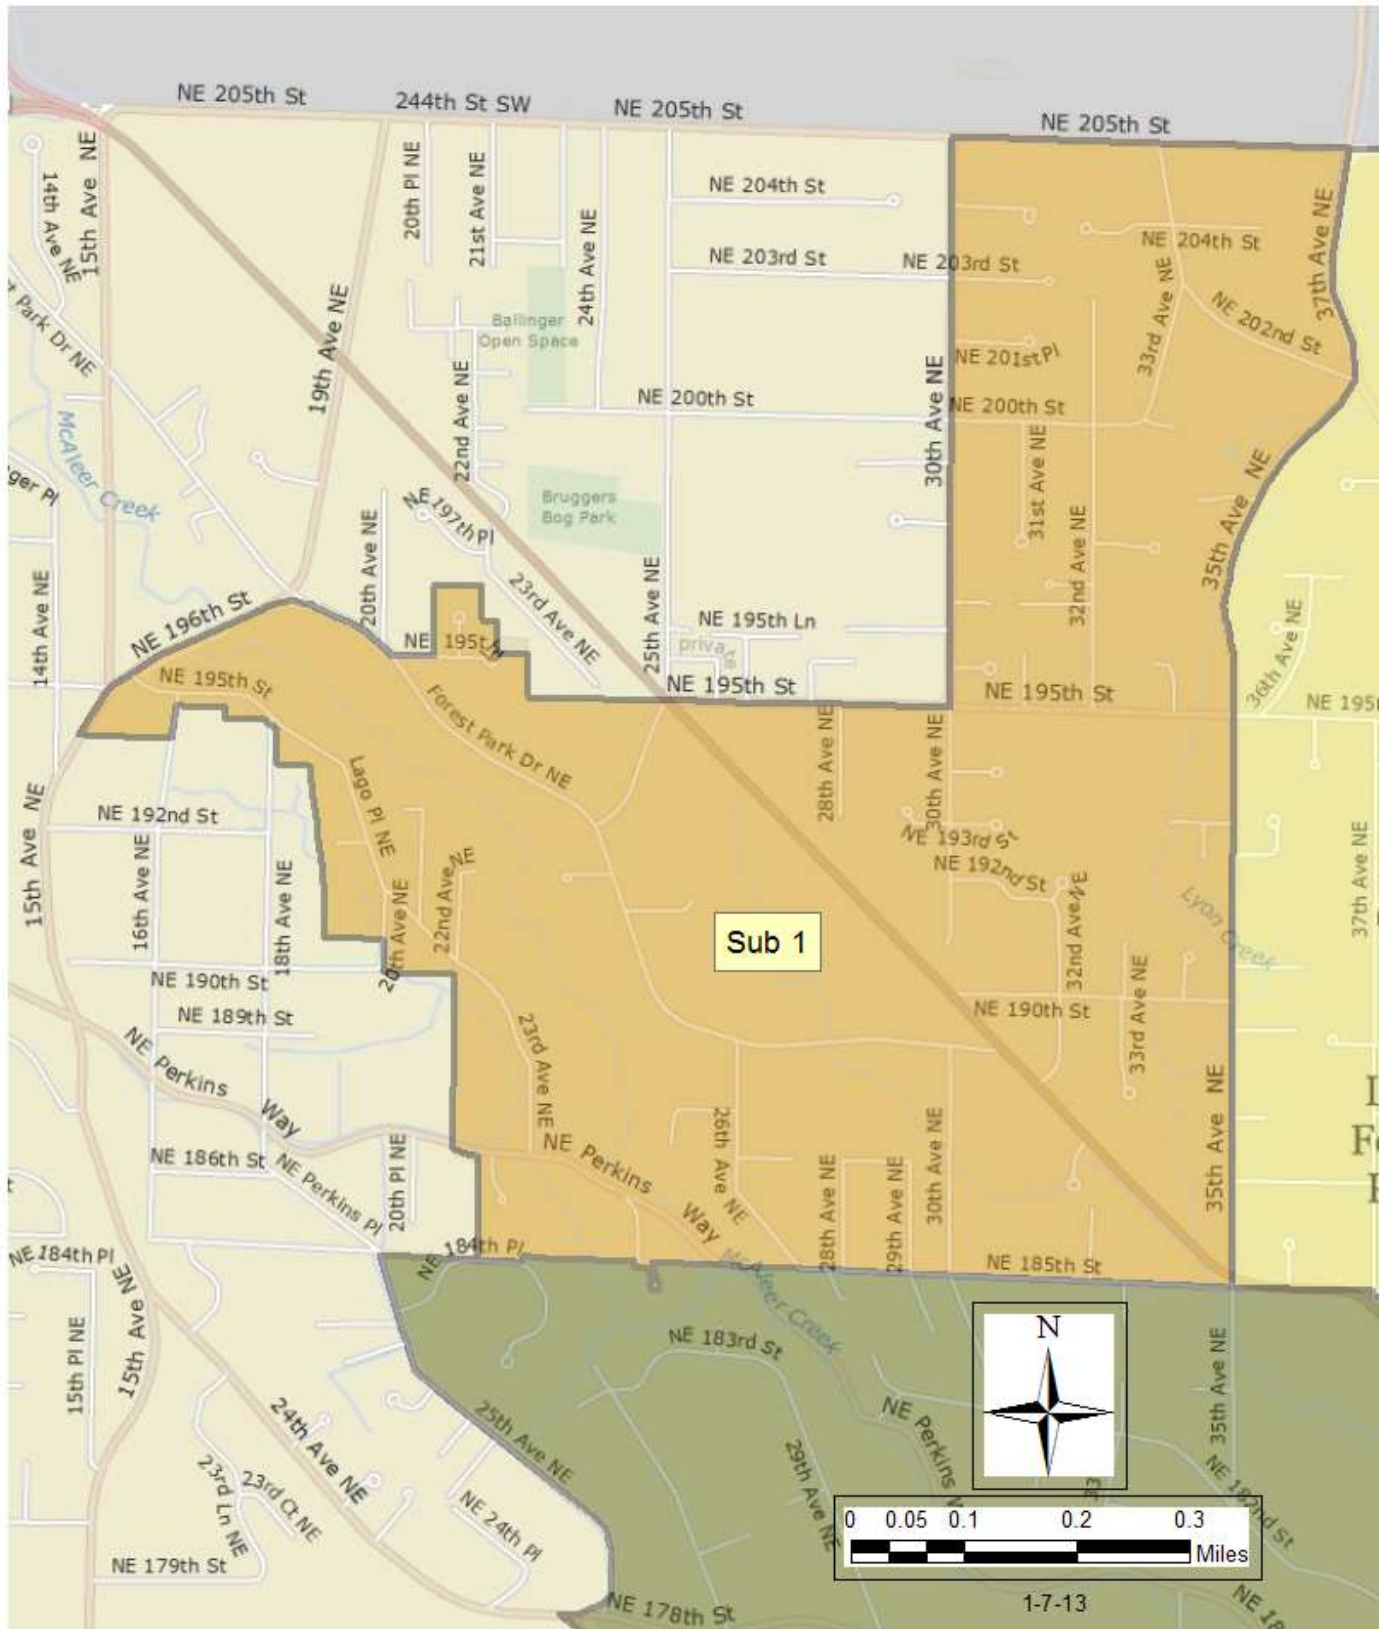 NE 205th St
244th St SW
NE 205th St
NE 205th St
15th Ave NE
14th Ave NE
20th Pl NE
21st Ave NE
24th Ave NE
NE 204th St
NE 203rd St
NE 203rd St
NE 204th St
33rd Ave NE
NE 202nd St
37th Ave NE
Park Dr NE
19th Ave NE
Ballinger
Open Space
22nd Ave NE
NE 200th St
30th Ave NE
NE 201st Pl
NE 200th St
McAleer Creek
Pl
Bruggers
Bog Park
NE 197th Pl
20th Ave NE
23rd Ave NE
25th Ave NE
31st Ave NE
32nd Ave NE
35th Ave NE
14th Ave NE
NE 196th St
NE 195th St
NE 195th Ln
NE 195th Ln
NE 195th St
NE 195th St
36th Ave NE
NE 195t
Forest Park Dr NE
Lago Pl NE
28th Ave NE
30th Ave NE
15th Ave NE
NE 192nd St
16th Ave NE
18th Ave NE
20th Ave NE
22nd Ave NE
NE 193rd St
NE 192nd St
32nd Ave NE
Lyon Creek
37th Ave NE
Sub 1
NE 190th St
NE 189th St
NE 190th St
33rd Ave NE
NE Perkins Way
23rd Ave NE
NE Perkins Way
26th Ave NE
30th Ave NE
35th Ave NE
NE 186th St
NE Perkins Pl
20th Pl NE
28th Ave NE
29th Ave NE
NE 184th Pl
NE 184th Pl
NE 185th St
McAleer Creek
15th Pl NE
15th Ave NE
NE 183rd St
24th Ave NE
25th Ave NE
29th Ave NE
NE Perkins W
35th Ave NE
NE 182nd St
23rd Ln NE
23rd Ct NE
NE 24th Pl
NE 179th St
NE 178th St
N
33
0 0.05 0.1 0.2 0.3
Miles
1-7-13
NE 18